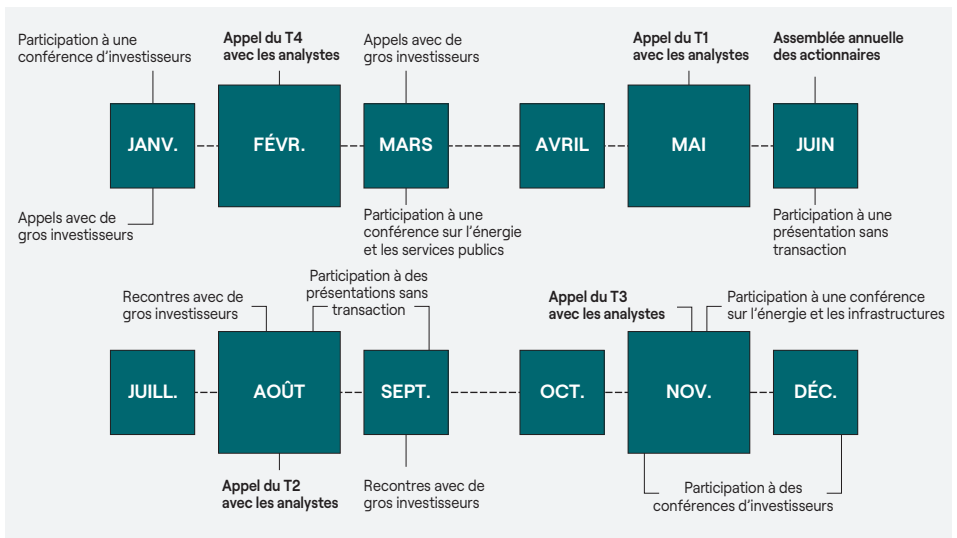 Participation à une
conférence d'investisseurs
Appel du T4
avec les analystes
Appels avec de
gros investisseurs
Appel du T1
avec les analystes
Assemblée annuelle
des actionnaires
JANV.
FÉVR.
MARS
AVRIL
MAI
JUIN
Appels avec de
gros investisseurs
Participation à une
conférence sur l'énergie
et les services publics
Participation à une
présentation sans
transaction
Recontres avec de
gros investisseurs
Participation à des
présentations sans
transaction
Appel du T3
avec les analystes
Participation à une conférence
sur l'énergie et les infrastructures
JUILL.
AOÛT
SEPT.
OCT.
NOV.
DÉC.
Appel du T2
avec les analystes
Recontres avec de
gros investisseurs
Participation à des
conférences d'investisseurs